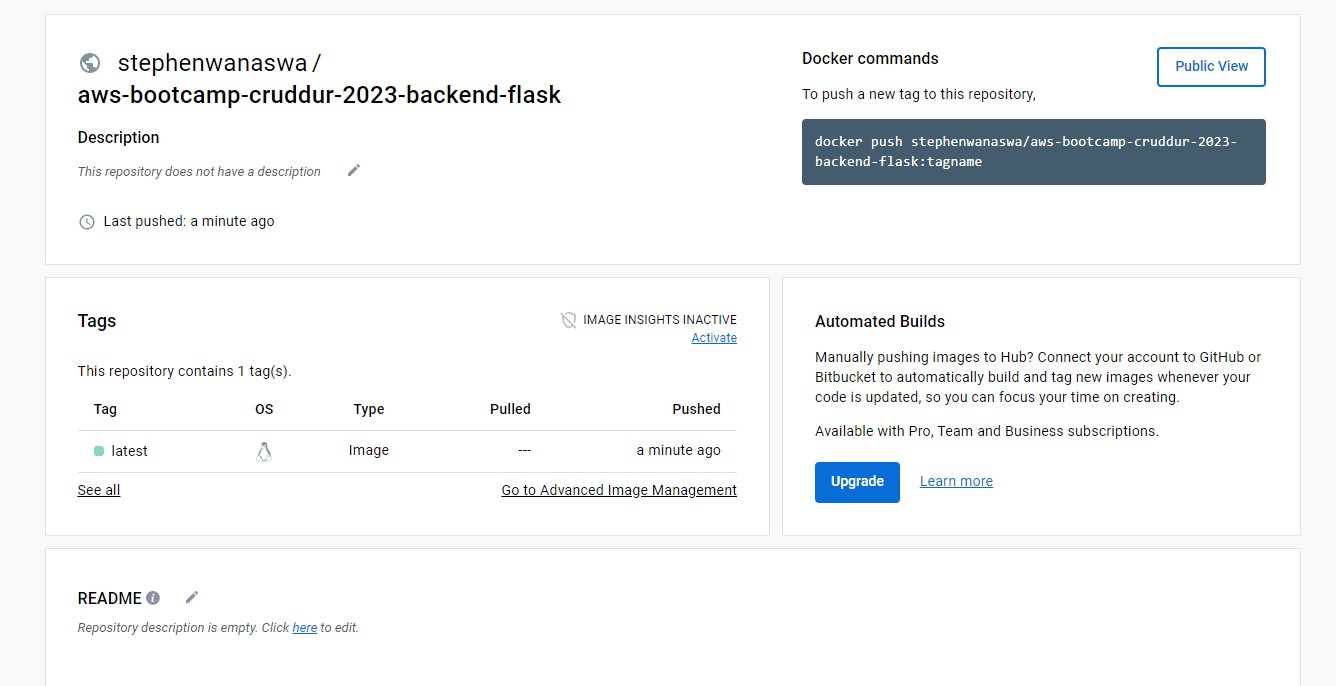 stephenwanaswa /
aws-bootcamp-cruddur-2023-backend-flask
Description
This repository does not have a description
Last pushed: a minute ago
Docker commands
Public View
To push a new tag to this repository,
docker push stephenwanaswa/aws-bootcamp-cruddur-2023-
backend-flask:tagname
Tags
IMAGE INSIGHTS INACTIVE
Activate
This repository contains 1 tag(s).
Tag OS Type Pulled Pushed
latest Image --- a minute ago
See all Go to Advanced Image Management
Automated Builds
Manually pushing images to Hub? Connect your account to GitHub or
Bitbucket to automatically build and tag new images whenever your
code is updated, so you can focus your time on creating.
Available with Pro, Team and Business subscriptions.
Upgrade Learn more
README i
Repository description is empty. Click here to edit.